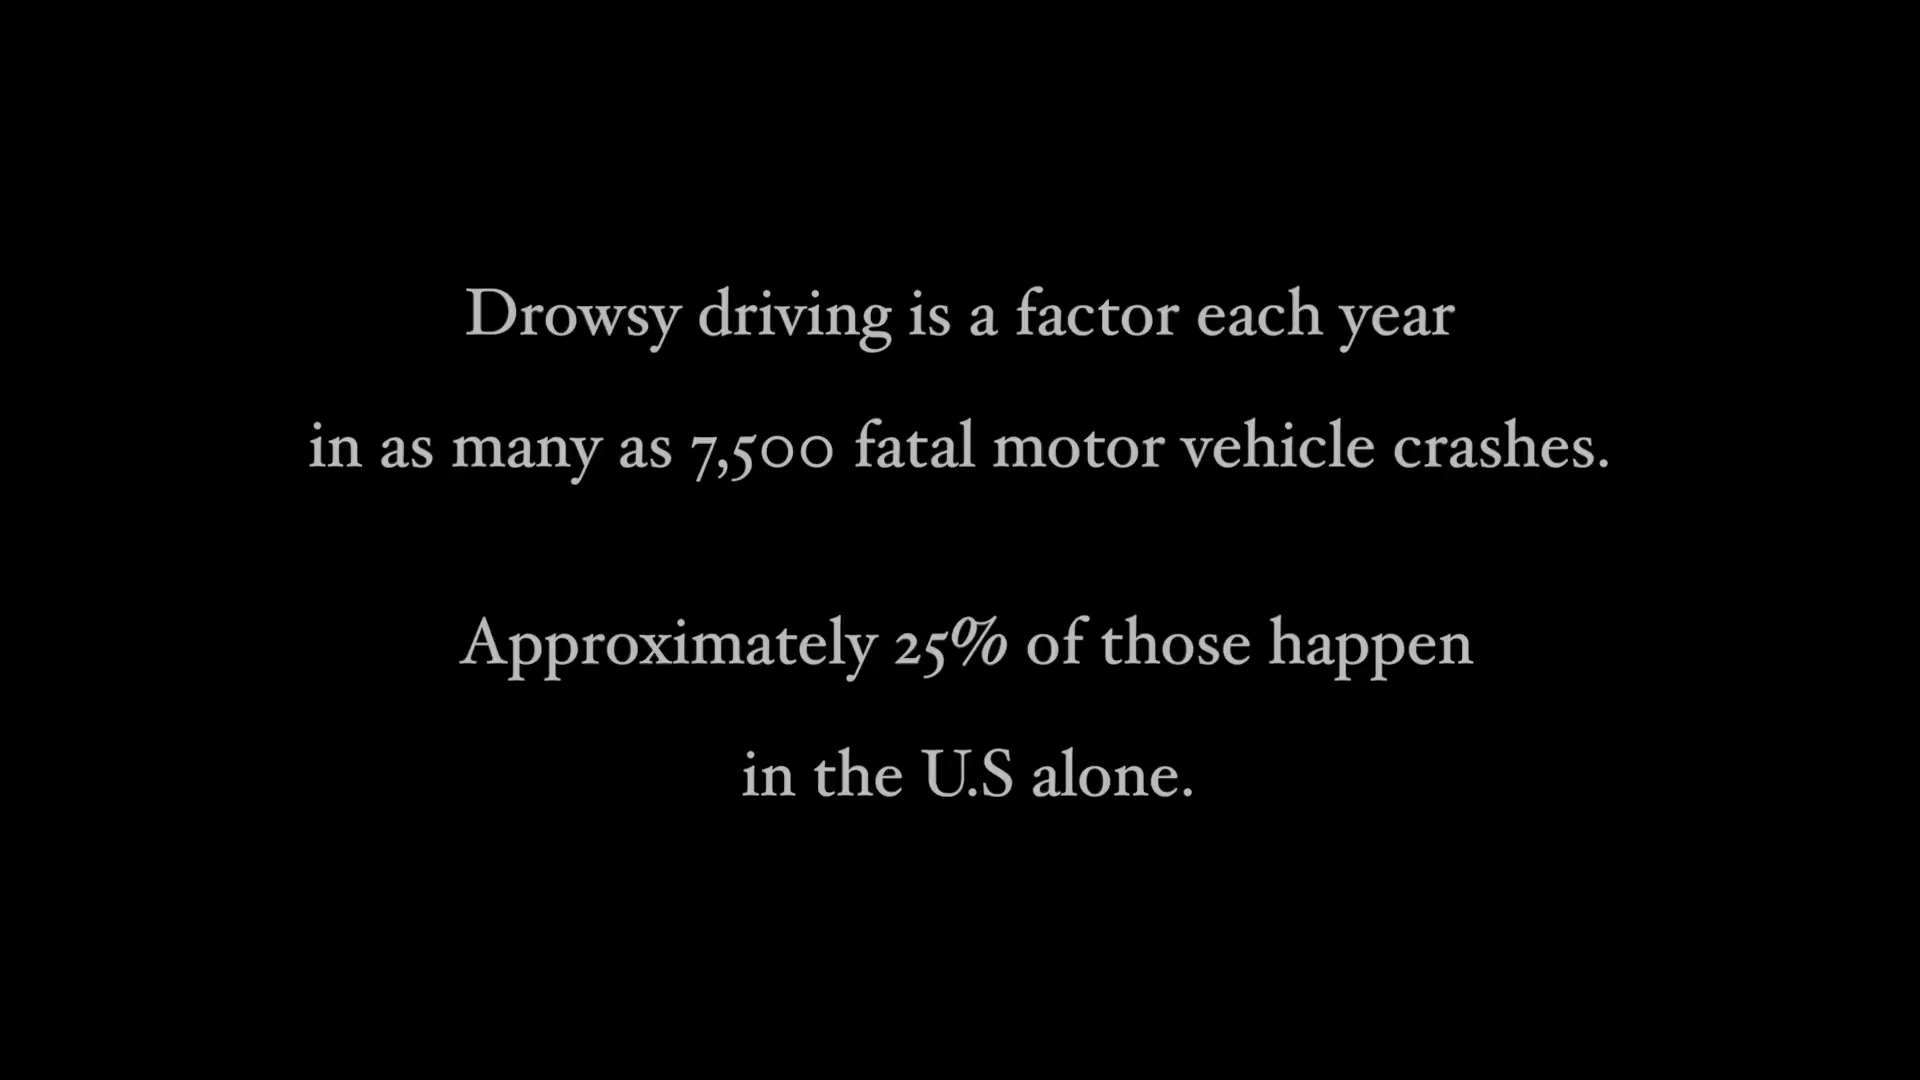 Drowsy driving is a factor each year
in as many as 7,500 fatal motor vehicle crashes.
Approximately 25% of those happen
in the U.S alone.